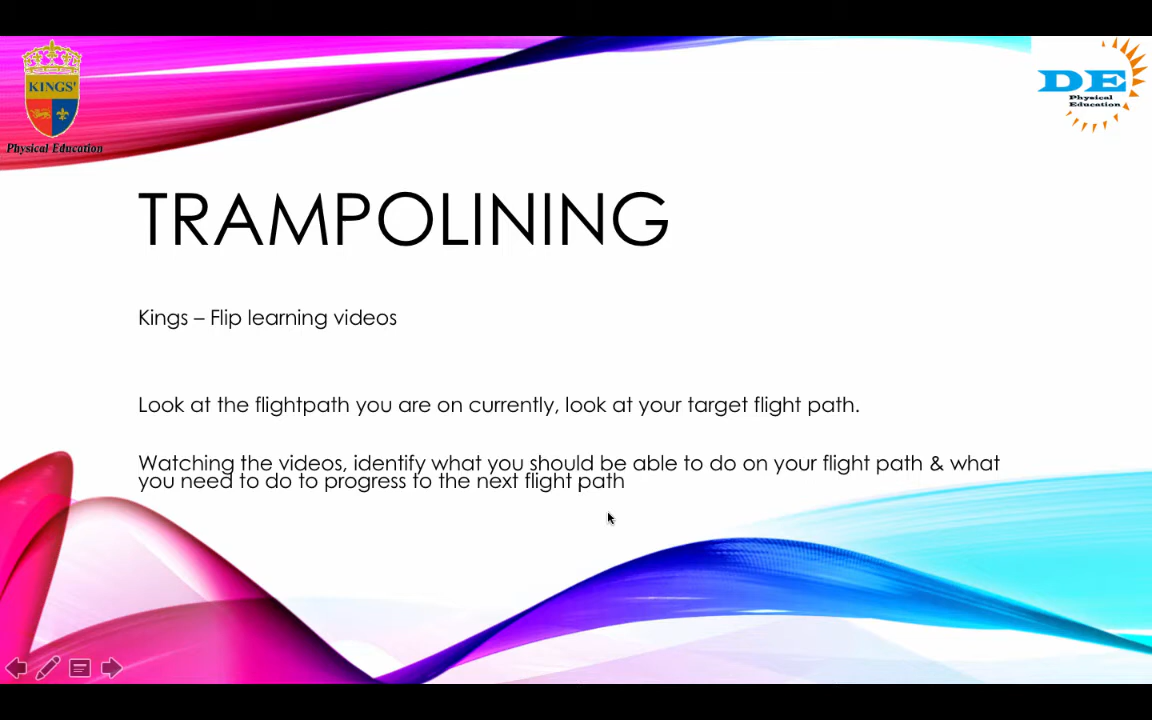 KINGS'
Physical Education
DE
Physical
Education
TRAMPOLINING
Kings – Flip learning videos
Look at the flightpath you are on currently, look at your target flight path.
Watching the videos, identify what you should be able to do on your flight path & what
you need to do to progress to the next flight path